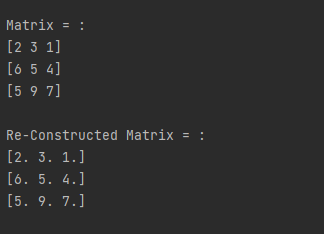 Matrix = :
[2 3 1]
[6 5 4]
[5 9 7]
Re-Constructed Matrix = :
[2. 3. 1.]
[6. 5. 4.]
[5. 9. 7.]